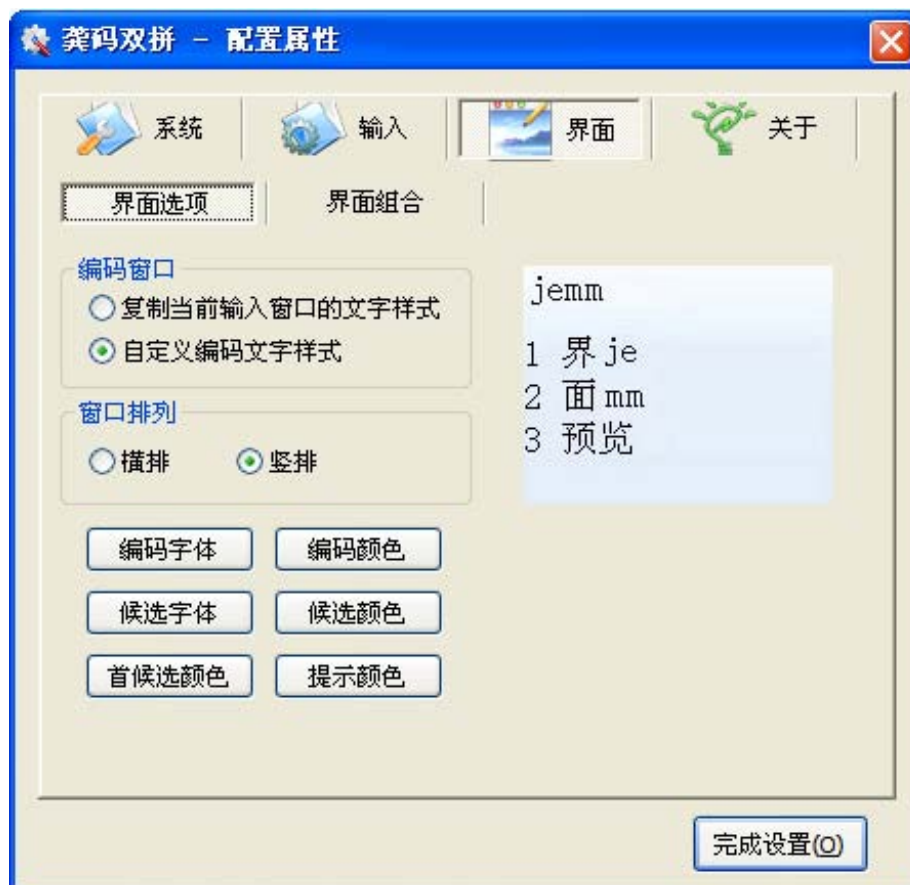 龚码双拼 - 配置属性
系统 输入 界面 关于
界面选项 界面组合
编码窗口
复制当前输入窗口的文字样式
自定义编码文字样式
窗口排列
横排 竖排
编码字体 编码颜色
候选字体 候选颜色
首候选颜色 提示颜色
jemm
1 界je
2 面mm
3 预览
完成设置(O)